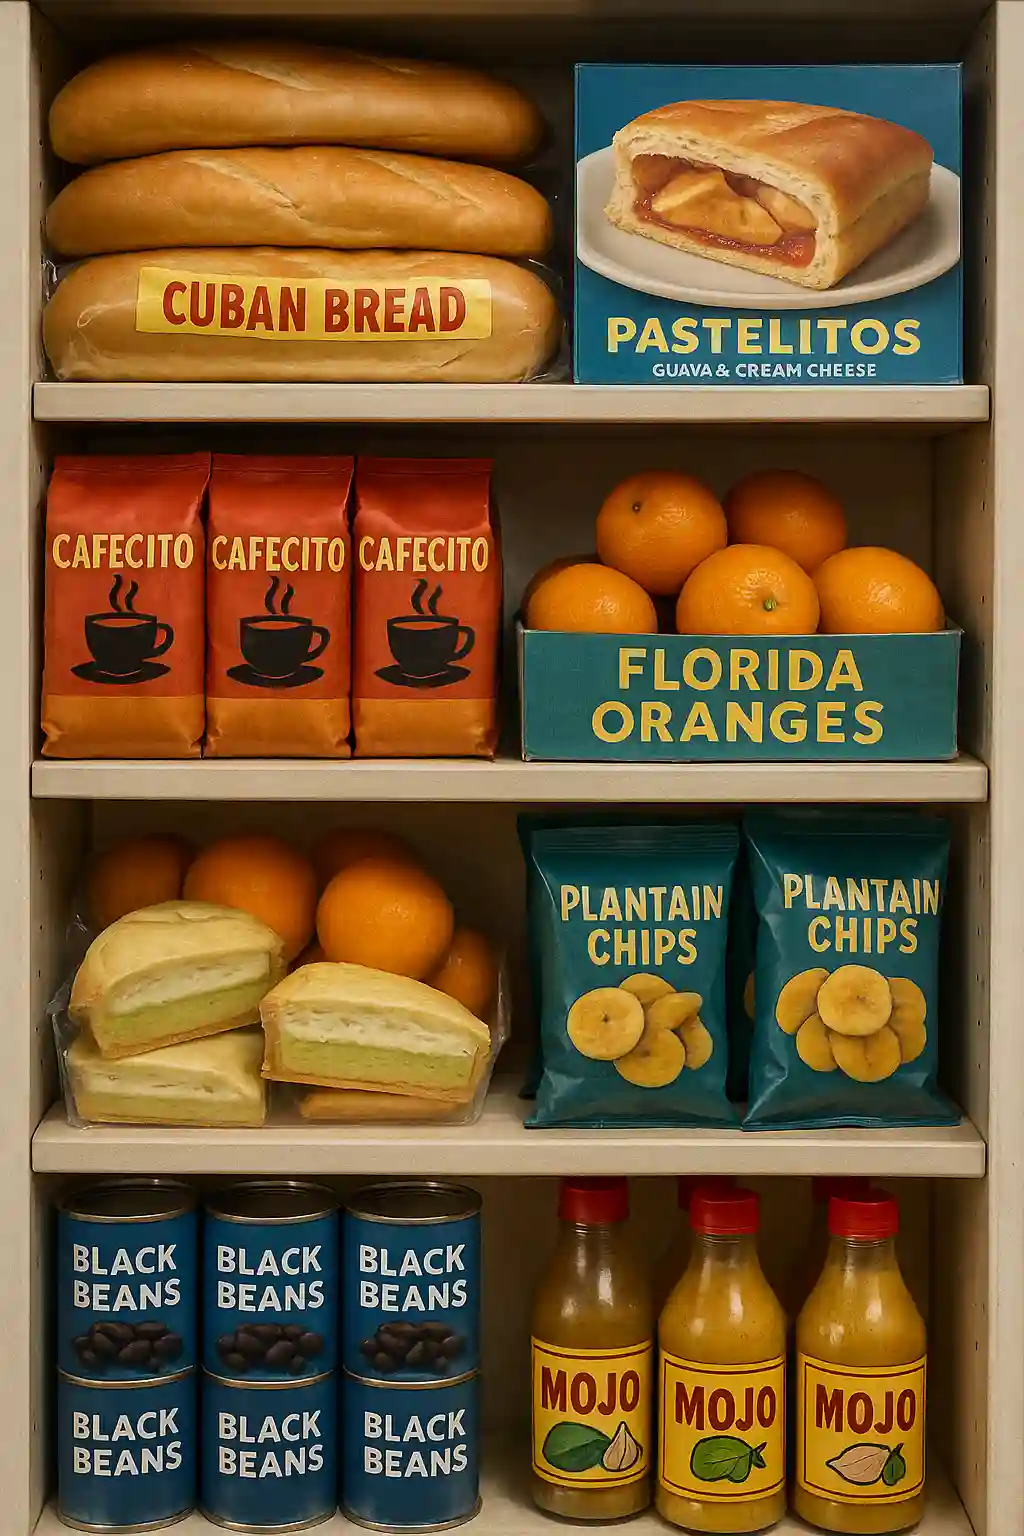 CUBAN BREAD
PASTELITOS
GUAVA & CREAM CHEESE
CAFECITO
CAFECITO
CAFECITO
FLORIDA
ORANGES
PLANTAIN
CHIPS
PLANTAIN
CHIPS
BLACK
BEANS
BLACK
BEANS
BLACK
BEANS
BLACK
BEANS
BLACK
BEANS
BLACK
BEANS
MOJO
MOJO
MOJO